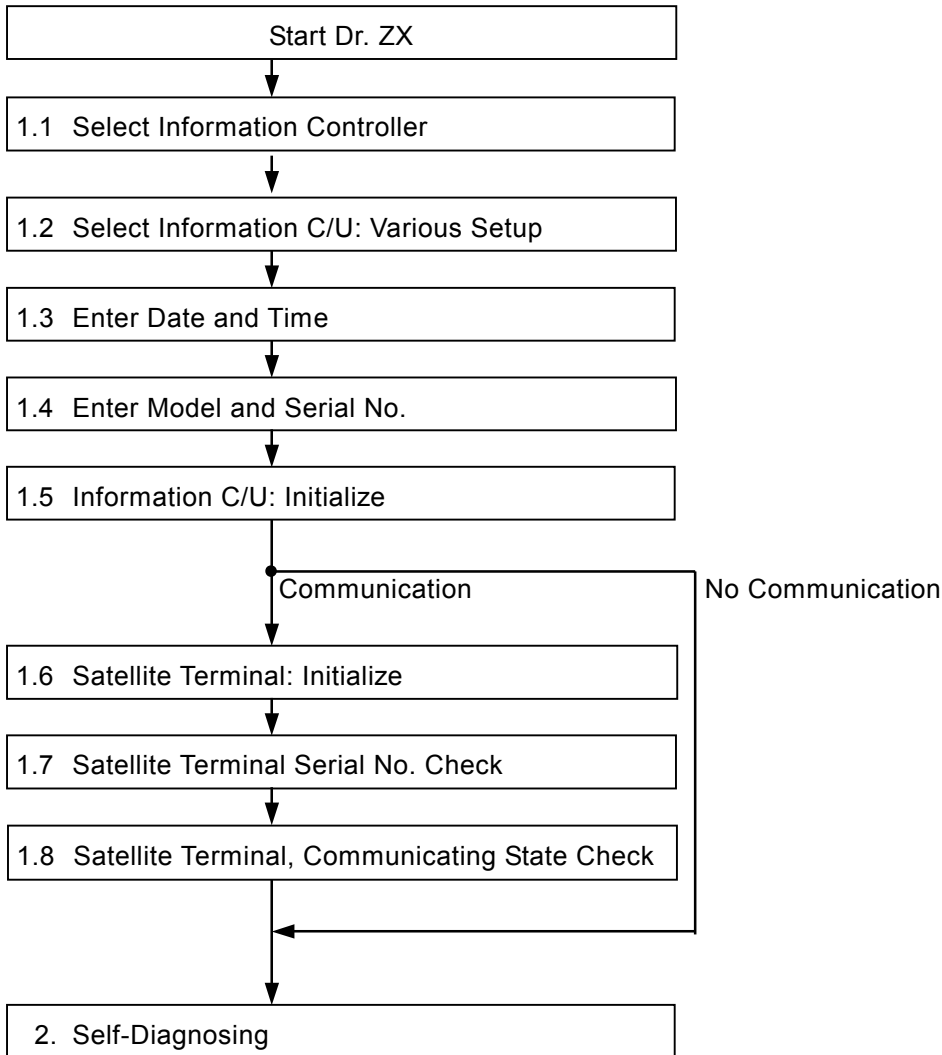 Start Dr. ZX
1.1 Select Information Controller
1.2 Select Information C/U: Various Setup
1.3 Enter Date and Time
1.4 Enter Model and Serial No.
1.5 Information C/U: Initialize
Communication
No Communication
1.6 Satellite Terminal: Initialize
1.7 Satellite Terminal Serial No. Check
1.8 Satellite Terminal, Communicating State Check
2. Self-Diagnosing